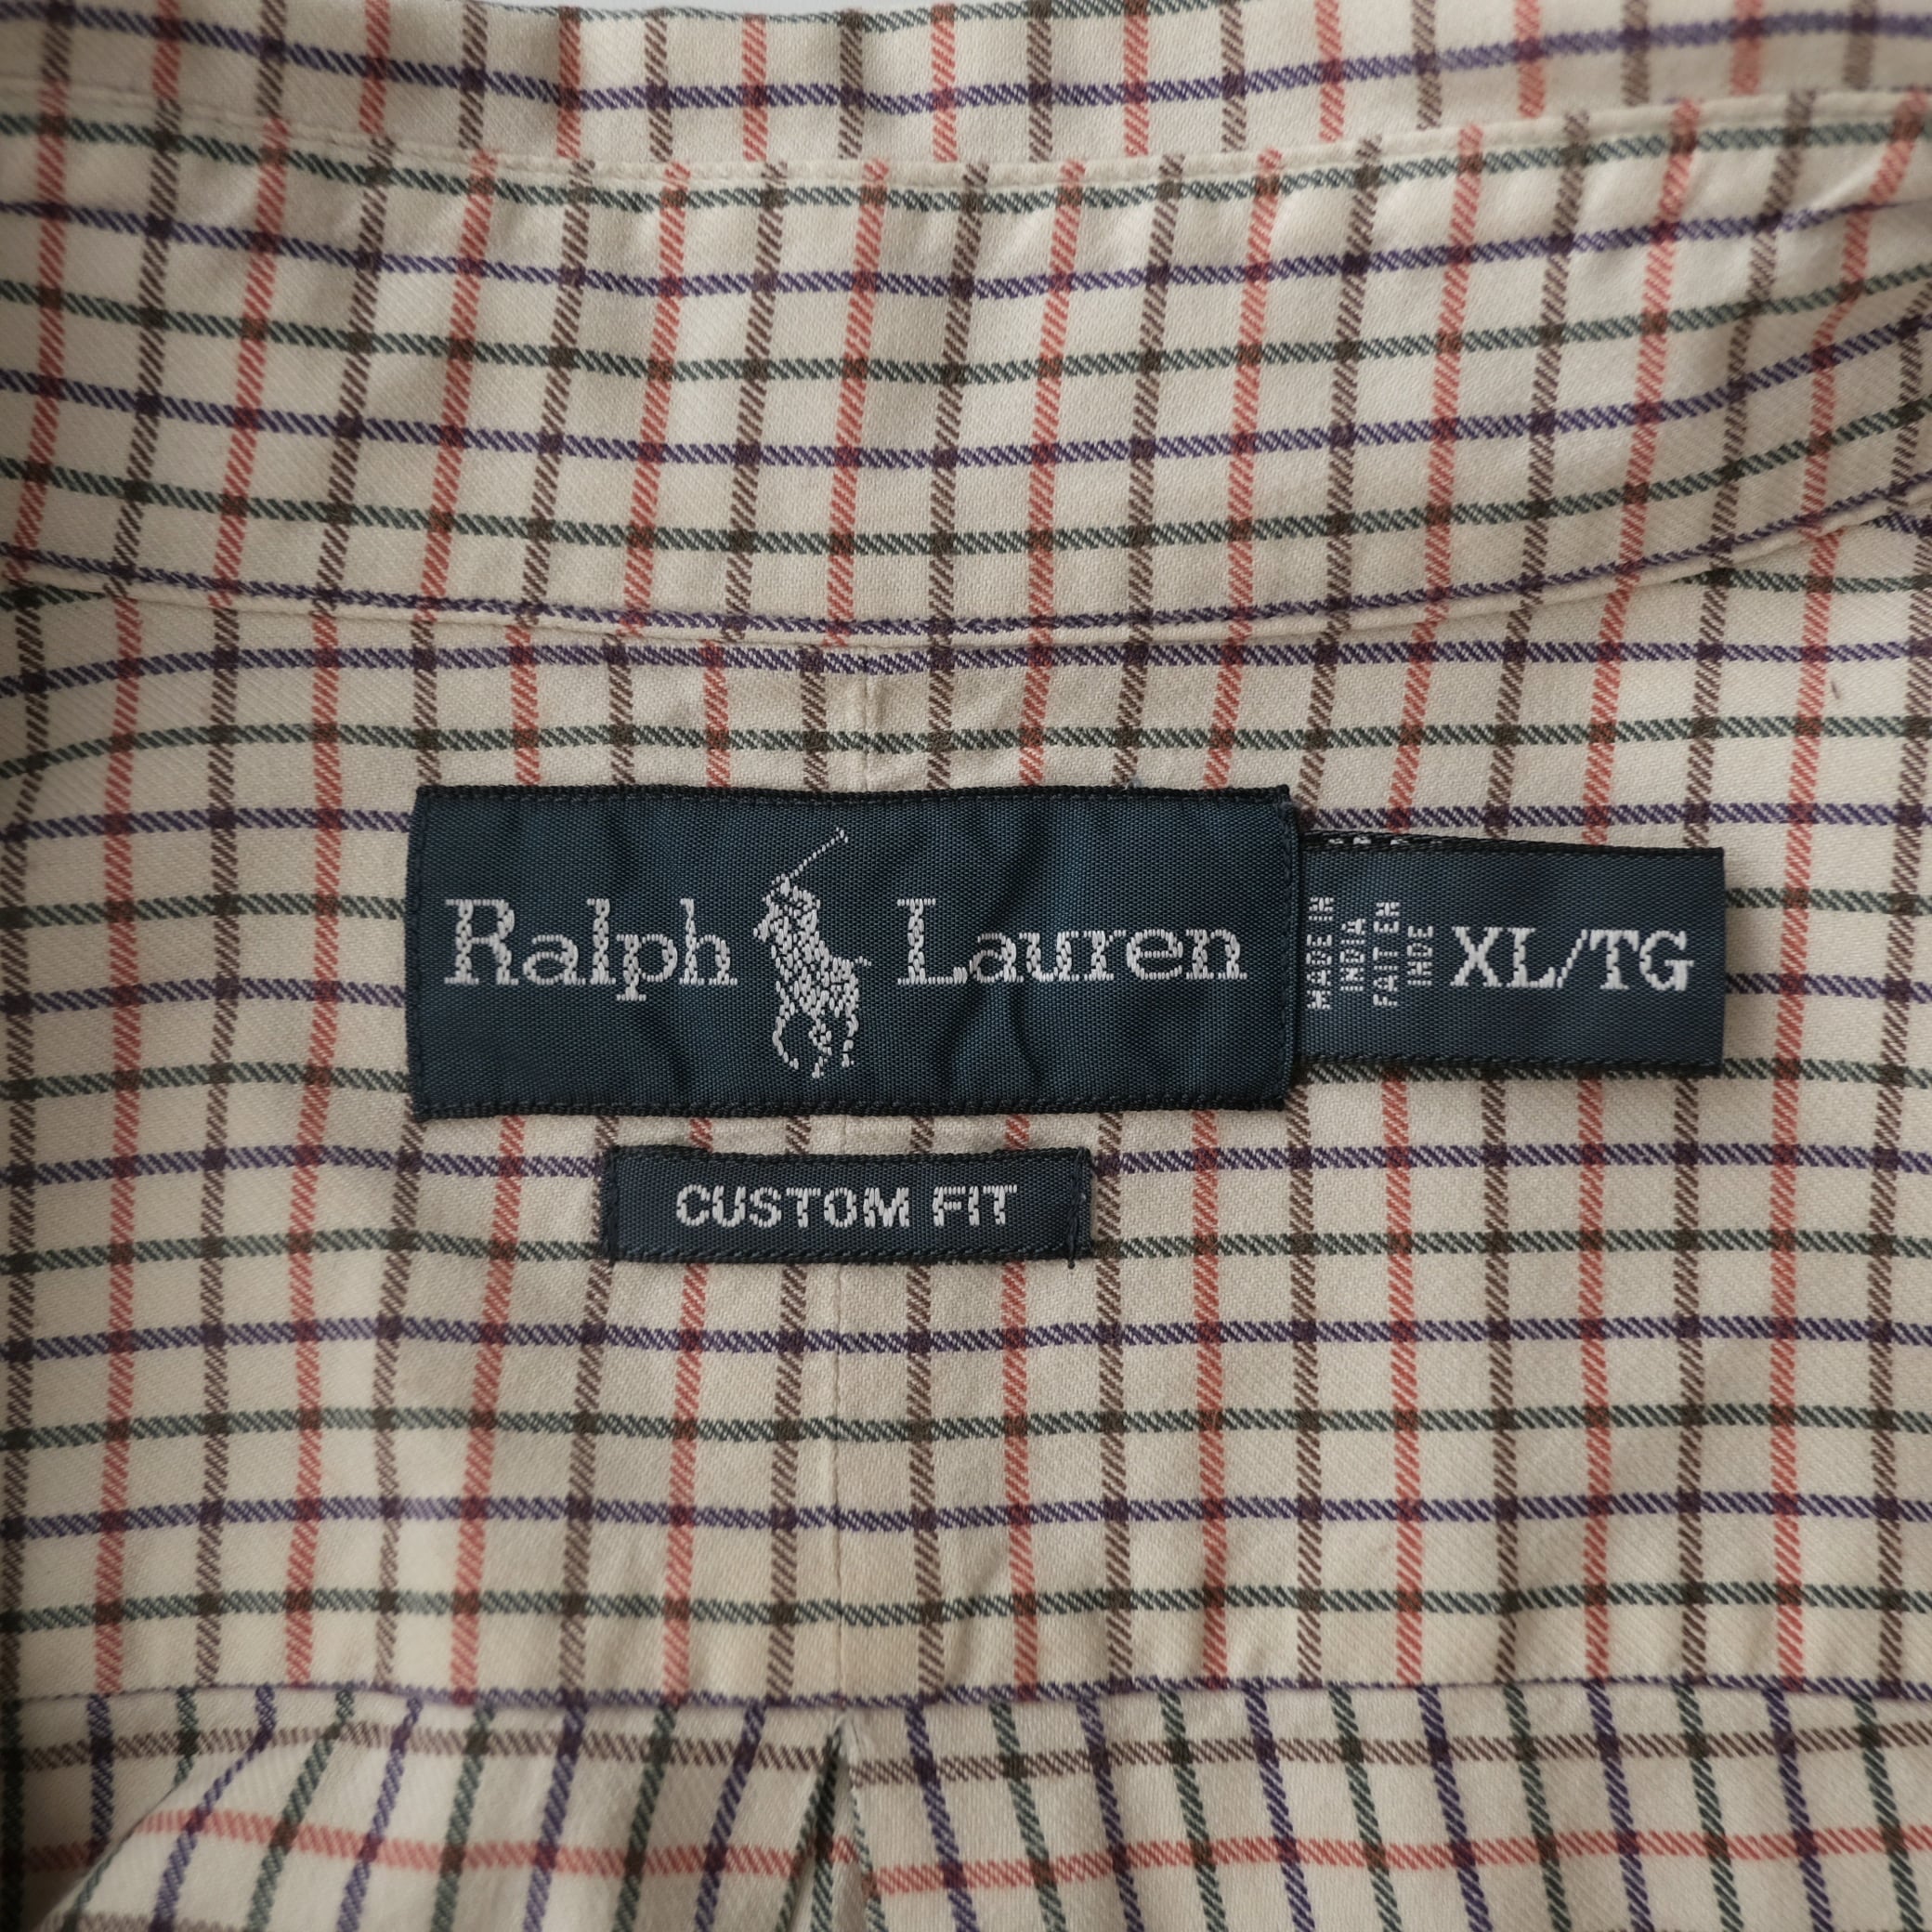 Ralph Lauren
MADE IN
INDIA
FAIT EN
INDE
XL/TG
CUSTOM FIT